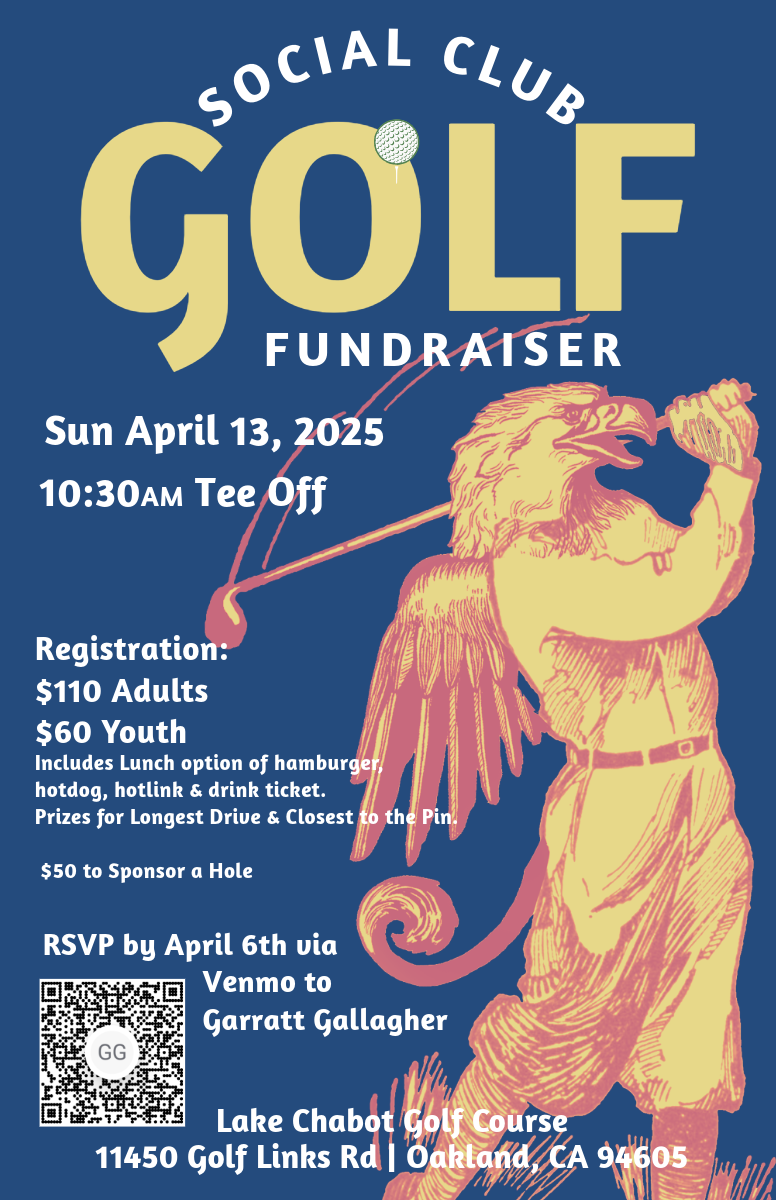 SOCIAL CLUB
GOLF
FUNDRAISER
Sun April 13, 2025
10:30AM Tee Off
Registration:
$110 Adults
$60 Youth
Includes Lunch option of hamburger,
hotdog, hotlink & drink ticket.
Prizes for Longest Drive & Closest to the Pin.
$50 to Sponsor a Hole
RSVP by April 6th via
Venmo to
Garratt Gallagher
GG
Lake Chabot Golf Course
11450 Golf Links Rd | Oakland, CA 94605